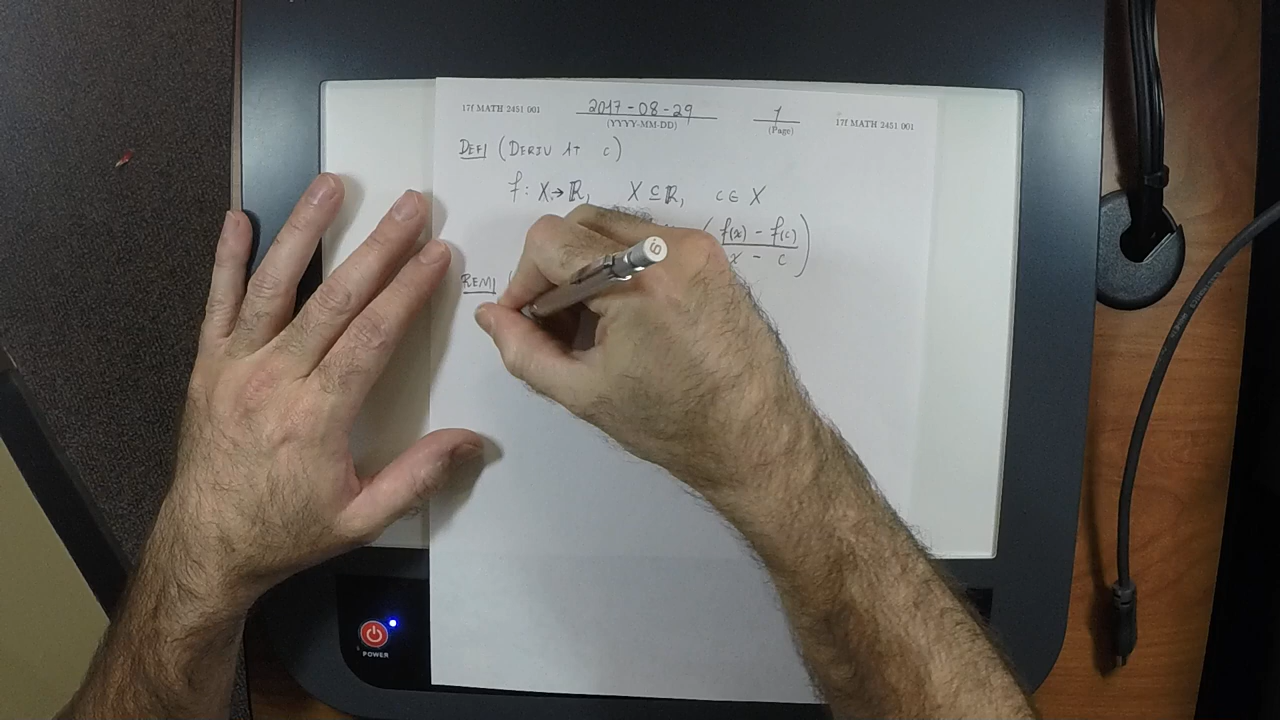 17f MATH 2451 001 2017-08-29 1 17f MATH 2451 001
(YYYY-MM-DD) (Page)
DEF| (DERIV AT c)
f: X → ℝ, X ⊆ ℝ, c ∈ X
( f(x) - f(c) / x - c )
REM| (
6
POWER